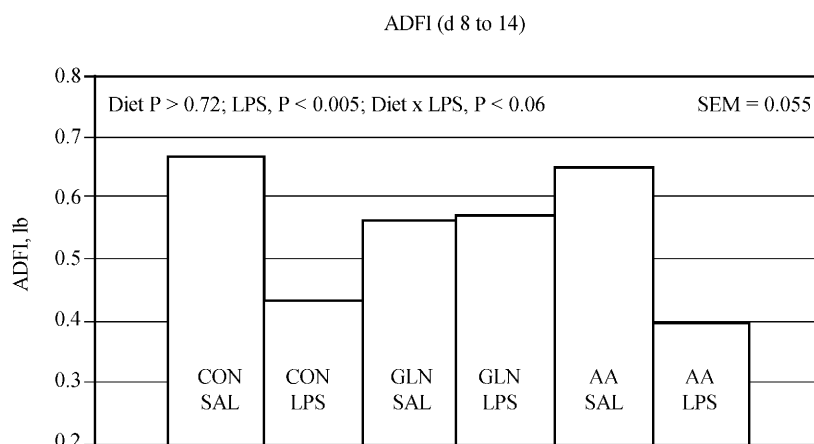 ADFI (d 8 to 14)
0.8
Diet P > 0.72; LPS, P < 0.005; Diet x LPS, P < 0.06 SEM = 0.055
0.7
0.6
0.5
0.4
0.3
0.2
ADFI, lb
CON SAL
CON LPS
GLN SAL
GLN LPS
AA SAL
AA LPS